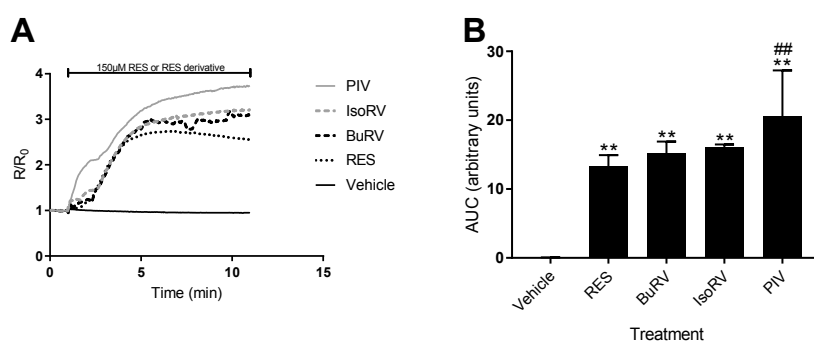 A
150µM RES or RES derivative
4
3
2
1
0
R/R0
0
5
10
15
Time (min)
PIV
IsoRV
BuRV
RES
Vehicle
B
30
20
10
0
AUC (arbitrary units)
**
**
**
##
**
Vehicle
RES
BuRV
IsoRV
PIV
Treatment